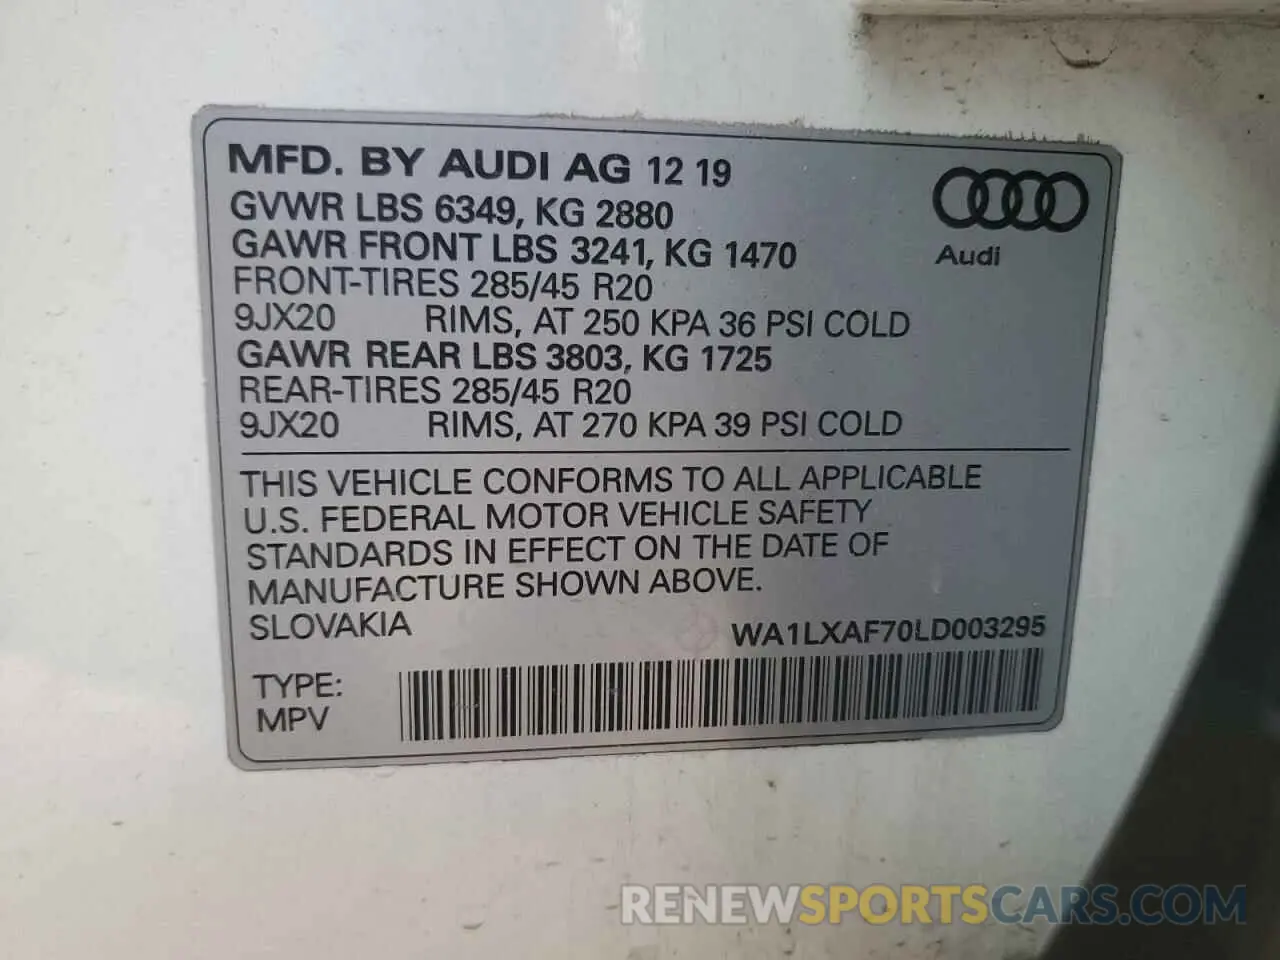 MFD. BY AUDI AG 12 19
GVWR LBS 6349, KG 2880
GAWR FRONT LBS 3241, KG 1470
FRONT-TIRES 285/45 R20
9JX20 RIMS, AT 250 KPA 36 PSI COLD
GAWR REAR LBS 3803, KG 1725
REAR-TIRES 285/45 R20
9JX20 RIMS, AT 270 KPA 39 PSI COLD
Audi
THIS VEHICLE CONFORMS TO ALL APPLICABLE
U.S. FEDERAL MOTOR VEHICLE SAFETY
STANDARDS IN EFFECT ON THE DATE OF
MANUFACTURE SHOWN ABOVE.
SLOVAKIA
WA1LXAF70LD003295
TYPE:
MPV
RENEWSPORTSCARS.COM